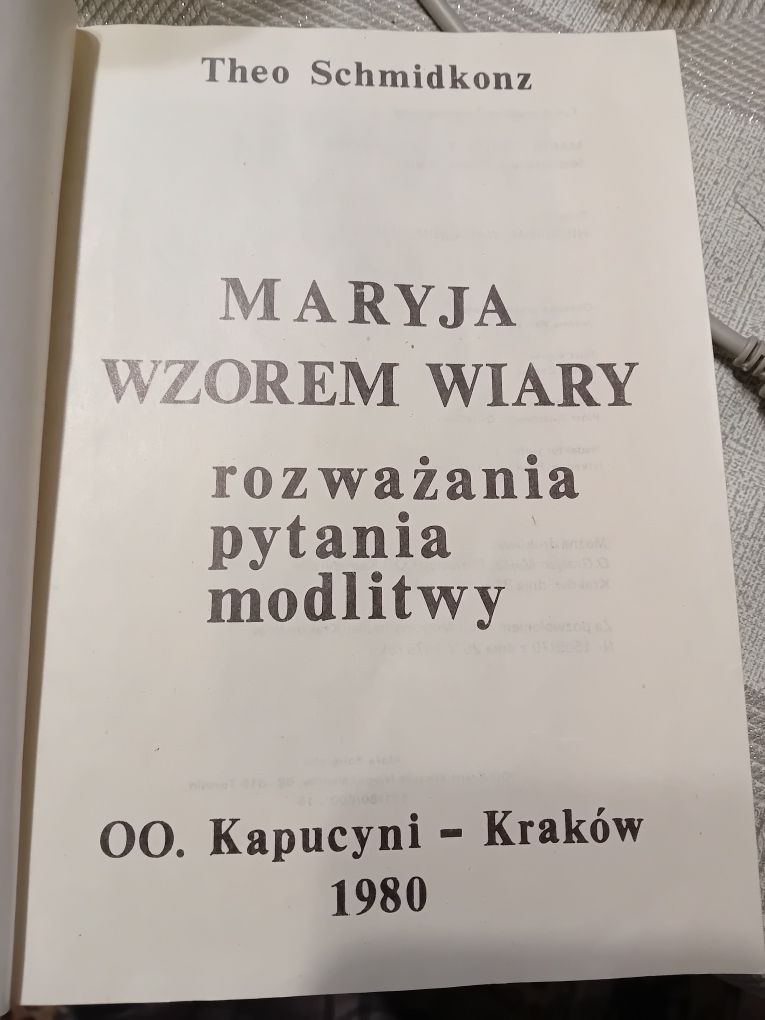 Theo Schmidkonz
MARYJA
WZOREM WIARY
rozważania
pytania
modlitwy
OO. Kapucyni – Kraków
1980